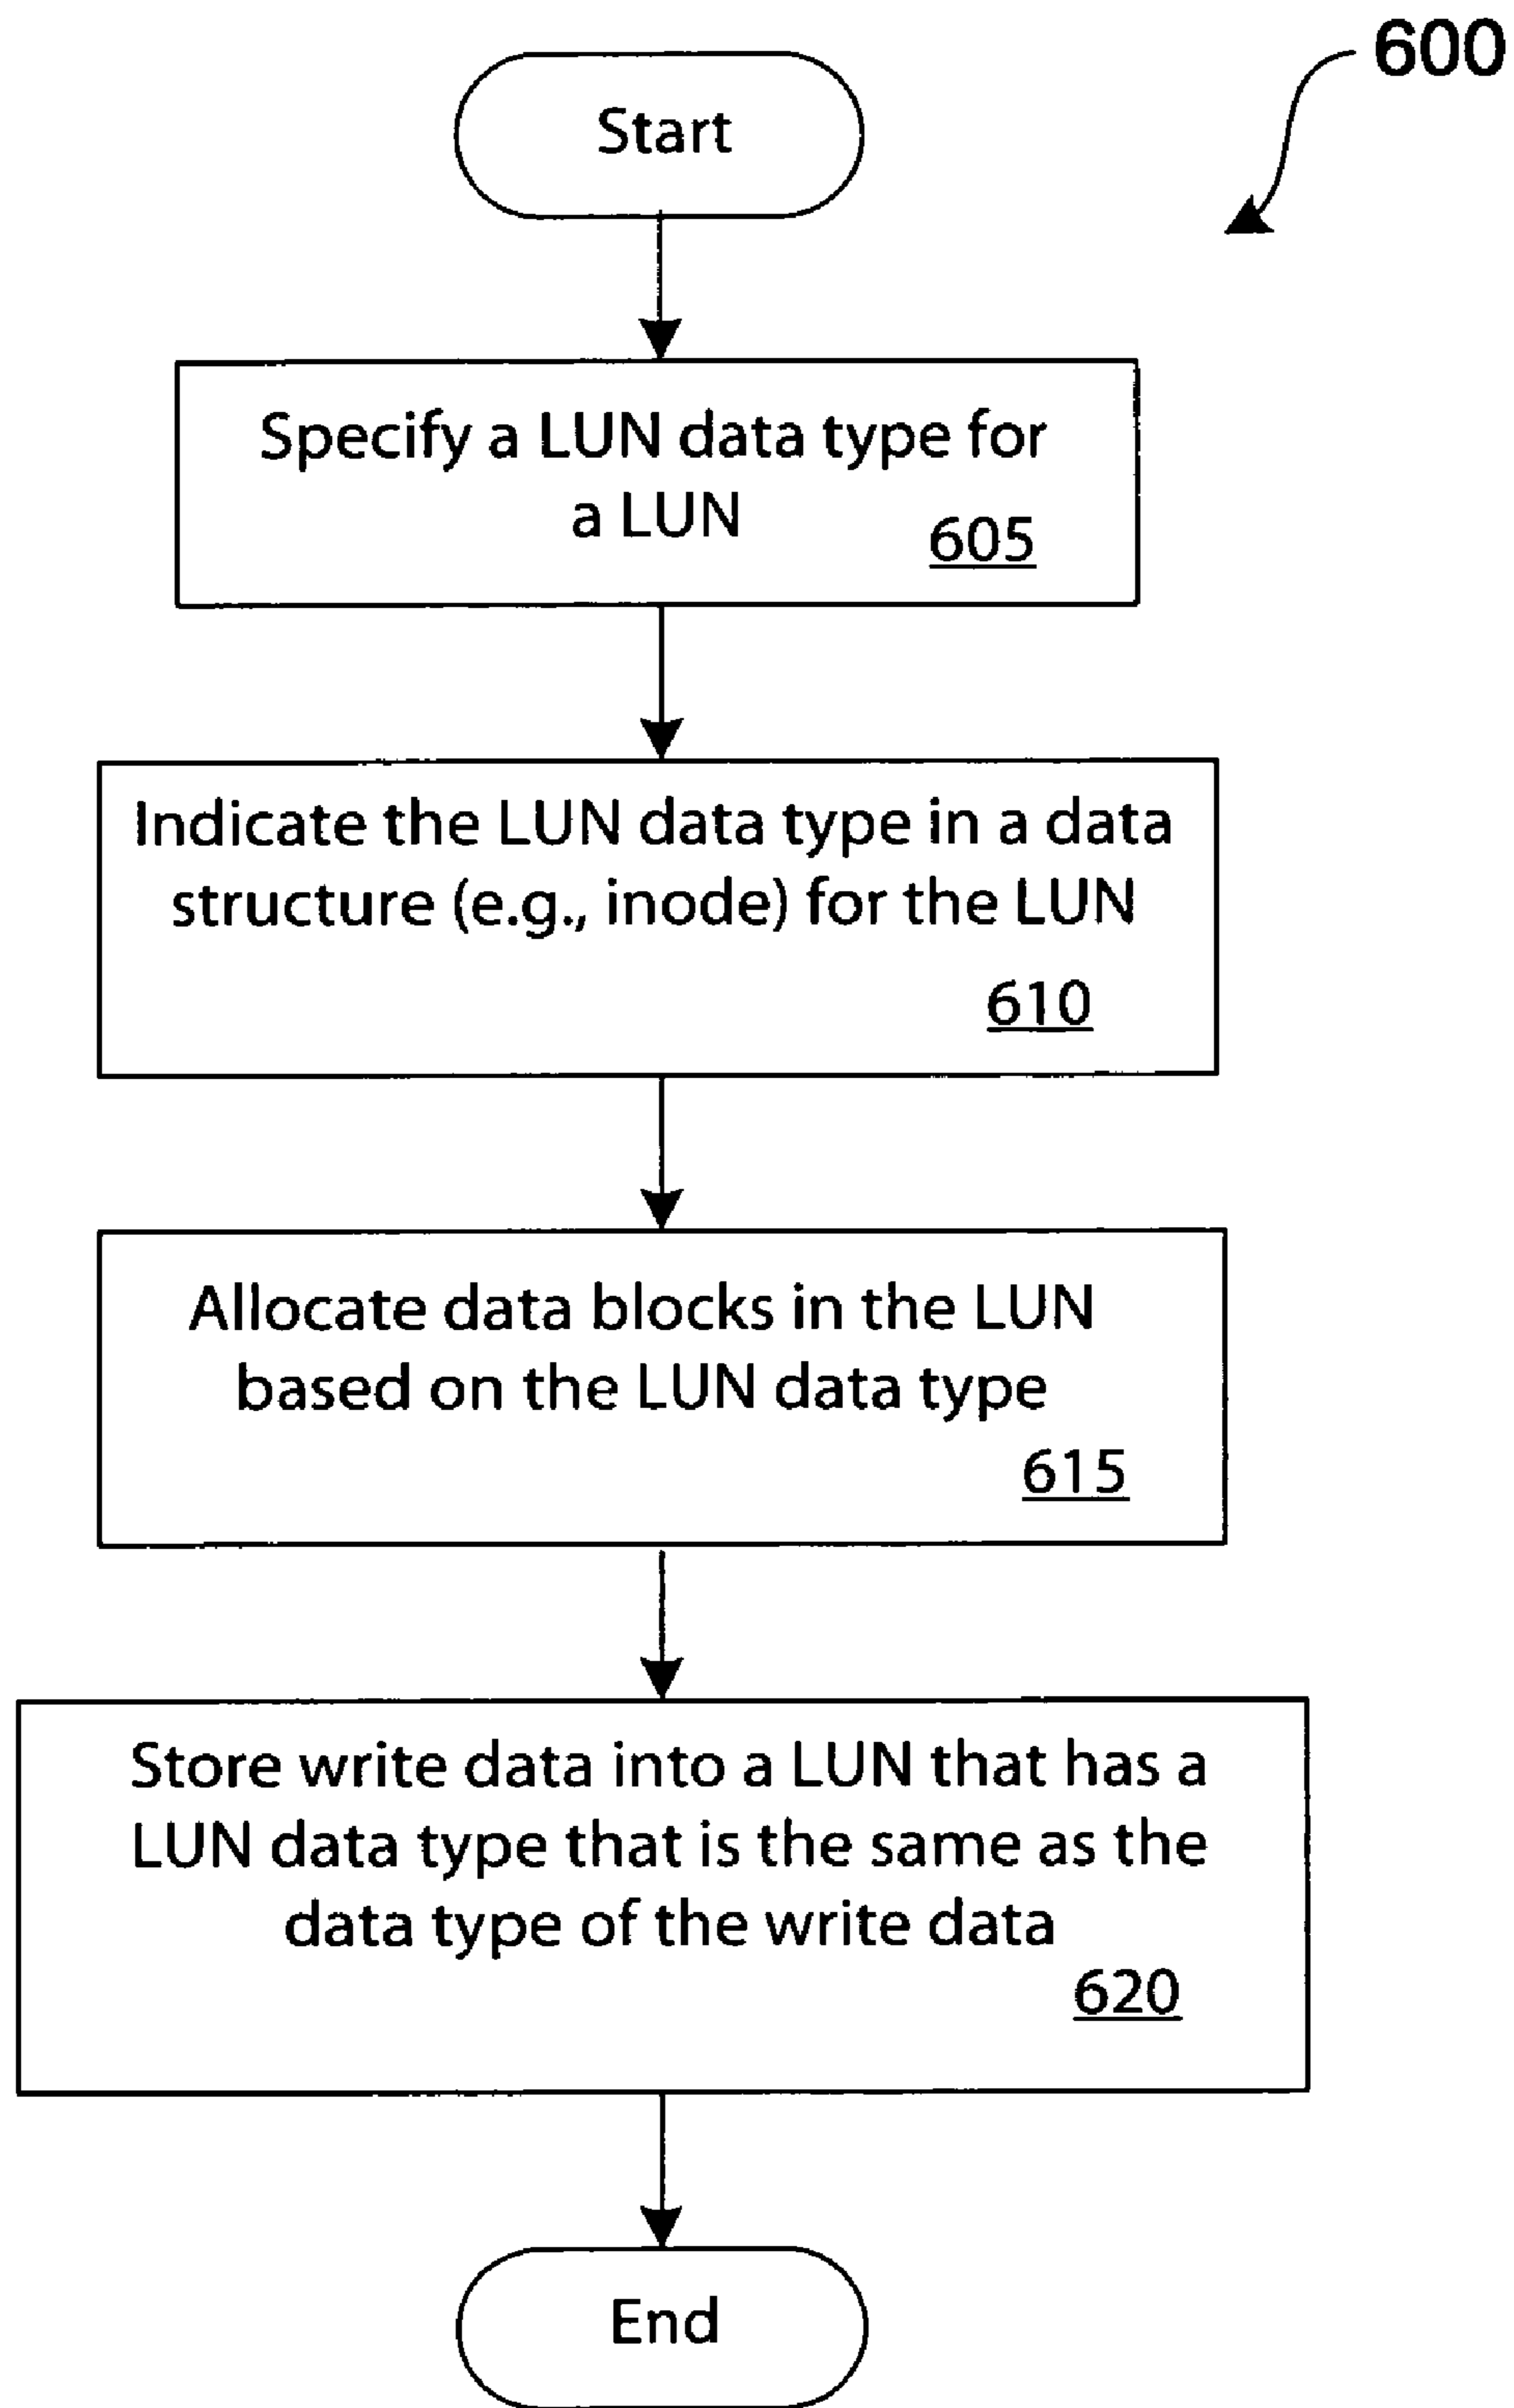 600
Start
Specify a LUN data type for
a LUN
605
Indicate the LUN data type in a data
structure (e.g., inode) for the LUN
610
Allocate data blocks in the LUN
based on the LUN data type
615
Store write data into a LUN that has a
LUN data type that is the same as the
data type of the write data
620
End